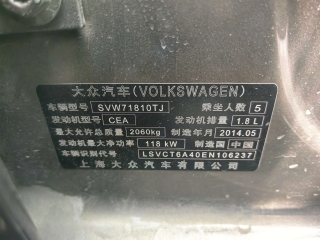 大众汽车(VOLKSWAGEN)
车辆型号 SVW71810TJ 乘坐人数 5
发动机型号 CEA 发动机排量 1.8 L
最大允许总质量 2060kg 制造年月 2014.05
发动机最大净功率 118 kW 制造国 中国
车辆识别代号 LSVCT6A40EN106237
上海大众汽车有限公司